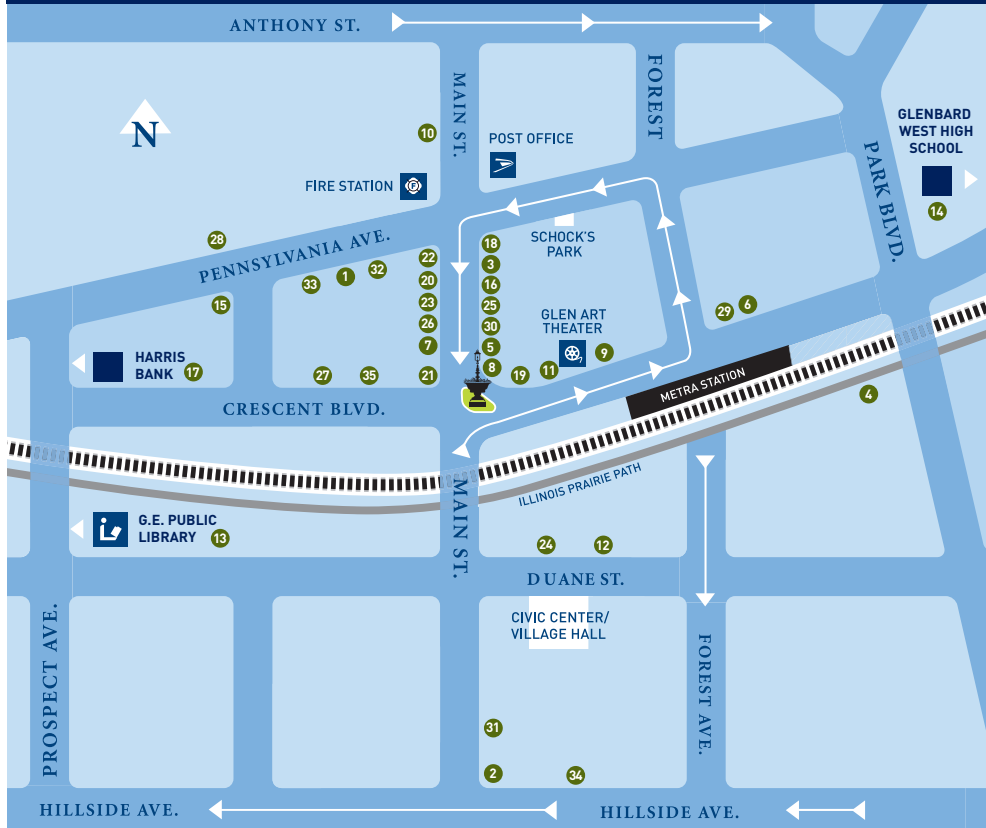 ANTHONY ST.
MAIN ST.
FOREST
GLENBARD
WEST HIGH
SCHOOL
N
10
POST OFFICE
PARK BLVD.
FIRE STATION
F
14
28
PENNSYLVANIA AVE.
18
SCHOCK'S
PARK
22
3
33
1
32
20
16
15
23
25
29
6
26
30
GLEN ART
THEATER
7
5
9
HARRIS
BANK
17
27
35
21
8
19
11
METRA STATION
4
CRESCENT BLVD.
ILLINOIS PRAIRIE PATH
MAIN ST.
G.E. PUBLIC
LIBRARY
13
24
12
DUANE ST.
PROSPECT AVE.
CIVIC CENTER/
VILLAGE HALL
FOREST AVE.
31
2
34
HILLSIDE AVE.
HILLSIDE AVE.